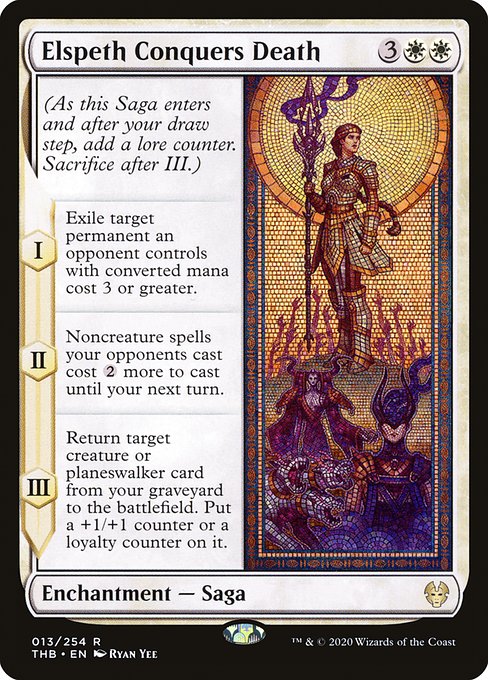 Elspeth Conquers Death 3
(As this Saga enters
and after your draw
step, add a lore counter.
Sacrifice after III.)
I
Exile target
permanent an
opponent controls
with converted mana
cost 3 or greater.
II
Noncreature spells
your opponents cast
cost 2 more to cast
until your next turn.
III
Return target
creature or
planeswalker card
from your graveyard
to the battlefield. Put
a +1/+1 counter or a
loyalty counter on it.
Enchantment — Saga
013/254 R
THB • EN Ryan Yee
™ & © 2020 Wizards of the Coast